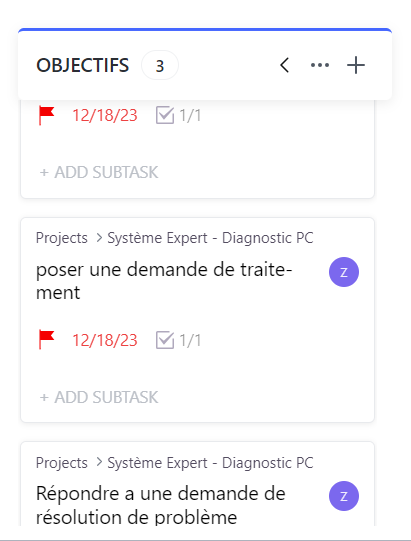 OBJECTIFS 3
12/18/23 1/1
+ ADD SUBTASK
Projects > Système Expert - Diagnostic PC
poser une demande de traite-
ment
Z
12/18/23 1/1
+ ADD SUBTASK
Projects > Système Expert - Diagnostic PC
Répondre a une demande de
résolution de problème
Z